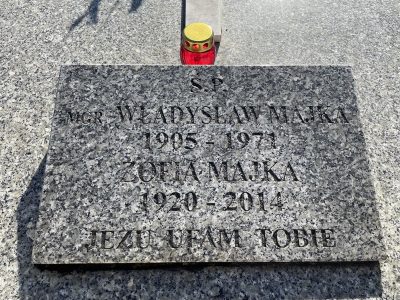 Ś.P.
MGR WŁADYSŁAW MAJKA
1905 - 1971
ZOFIA MAJKA
1920 - 2014
JEZU UFAM TOBIE